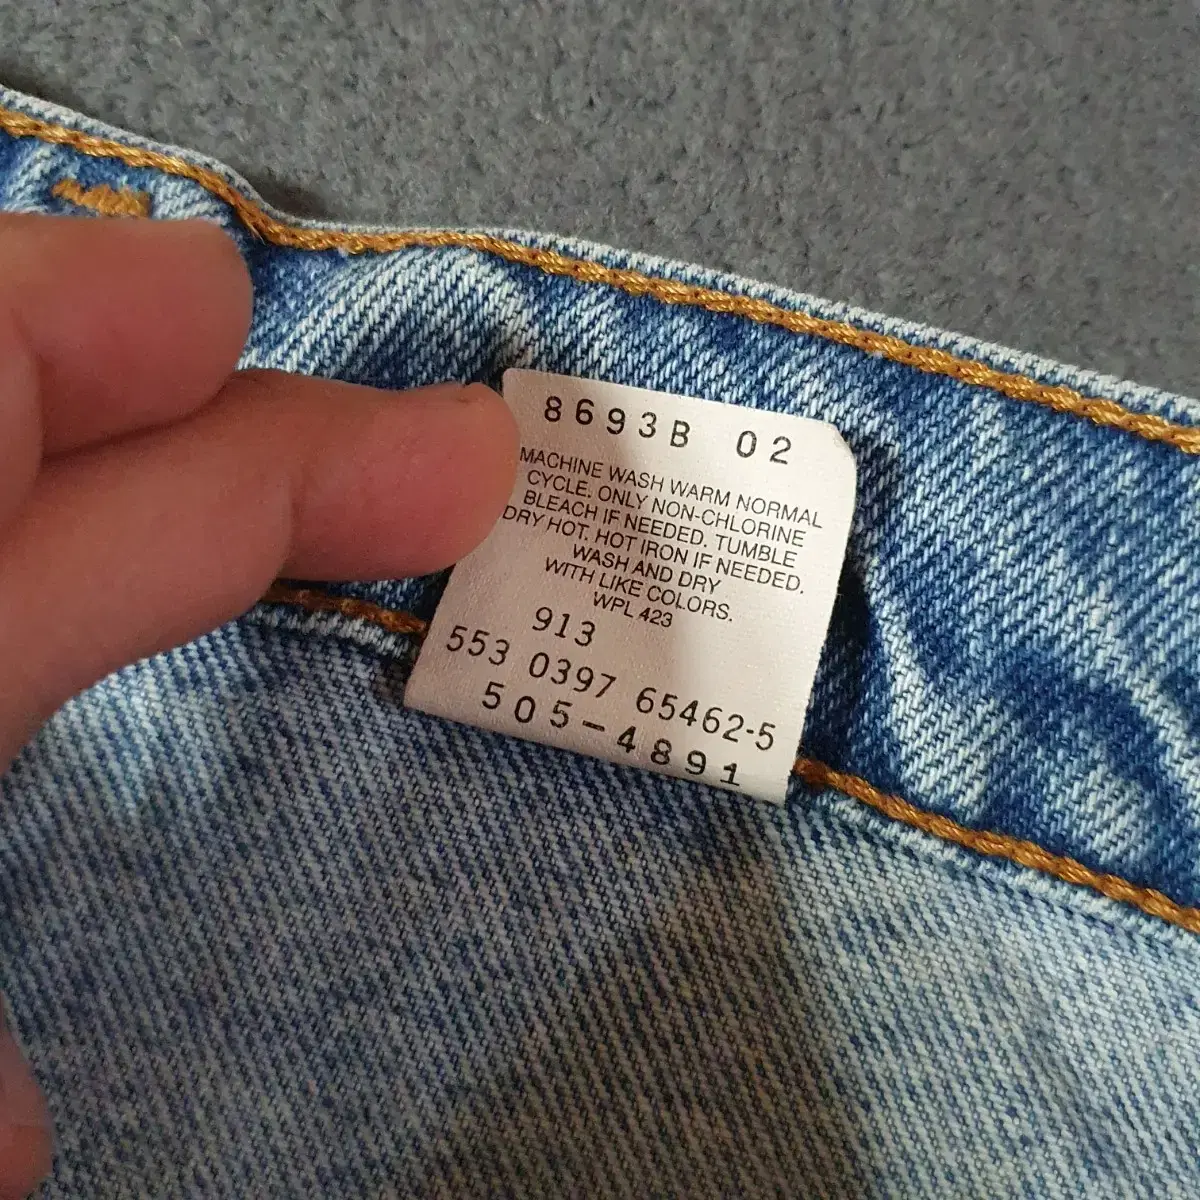 8693B 02
MACHINE WASH WARM NORMAL
CYCLE. ONLY NON-CHLORINE
BLEACH IF NEEDED. TUMBLE
DRY HOT. HOT IRON IF NEEDED.
WASH AND DRY
WITH LIKE COLORS.
WPL 423
913
553 0397 65462-5
505-4891